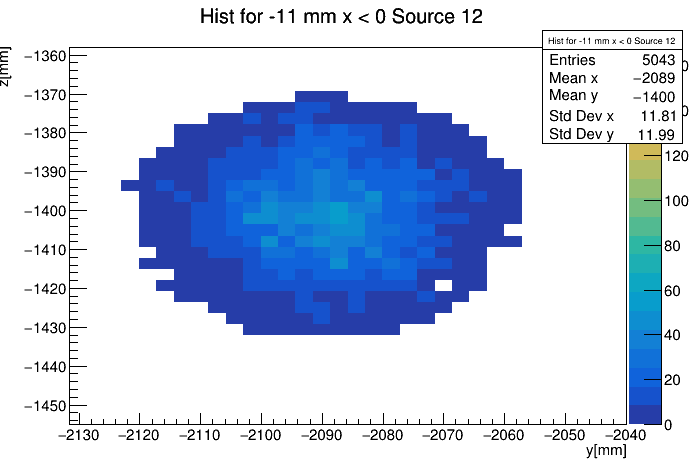 Hist for -11 mm x < 0 Source 12
z[mm]
Hist for -11 mm x < 0 Source 12
Entries 5043
Mean x −2089
Mean y −1400
Std Dev x 11.81
Std Dev y 11.99
−1360
−1370
−1380
−1390
−1400
−1410
−1420
−1430
−1440
−1450
120
100
80
60
40
20
0
−2130 −2120 −2110 −2100 −2090 −2080 −2070 −2060 −2050 −2040
y[mm]